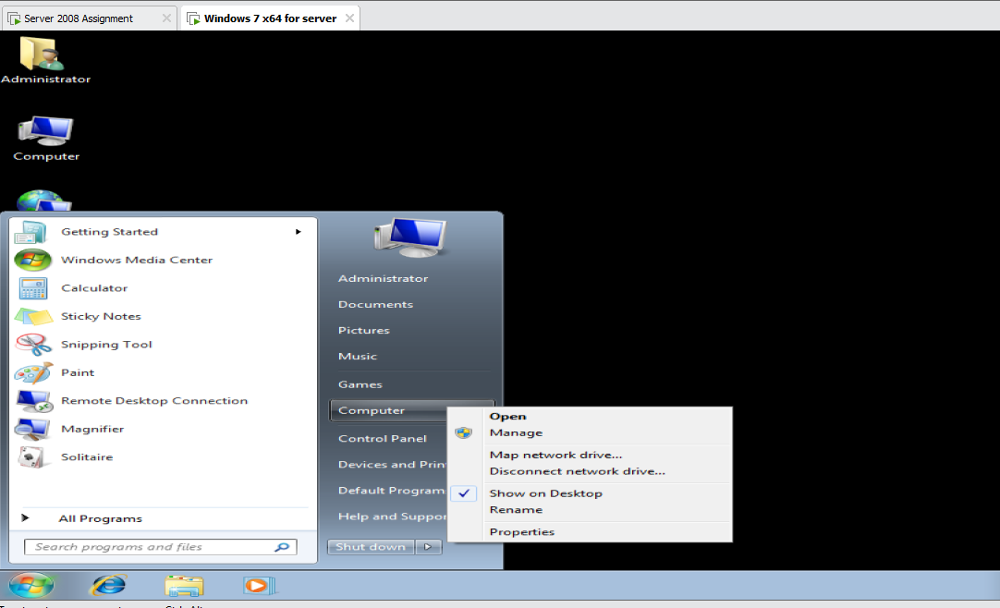 Server 2008 Assignment
Windows 7 x64 for server
Administrator
Computer
Getting Started
Windows Media Center
Calculator
Sticky Notes
Snipping Tool
Paint
Remote Desktop Connection
Magnifier
Solitaire
All Programs
Search programs and files
Administrator
Documents
Pictures
Music
Games
Computer
Control Panel
Devices and Prin
Default Program
Help and Suppor
Shut down
Open
Manage
Map network drive...
Disconnect network drive...
Show on Desktop
Rename
Properties